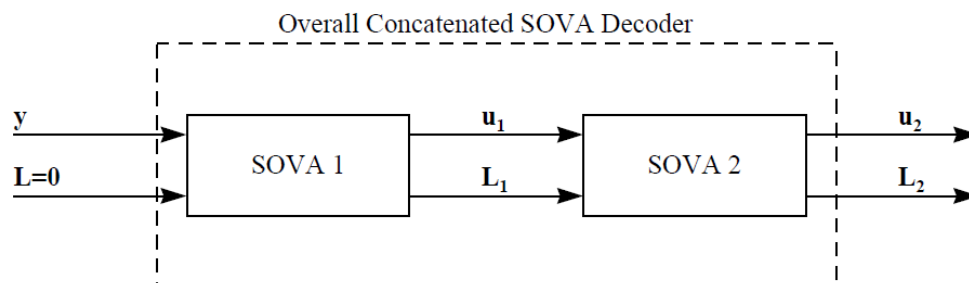 Overall Concatenated SOVA Decoder
y u₁ u₂
SOVA 1 SOVA 2
L=0 L₁ L₂